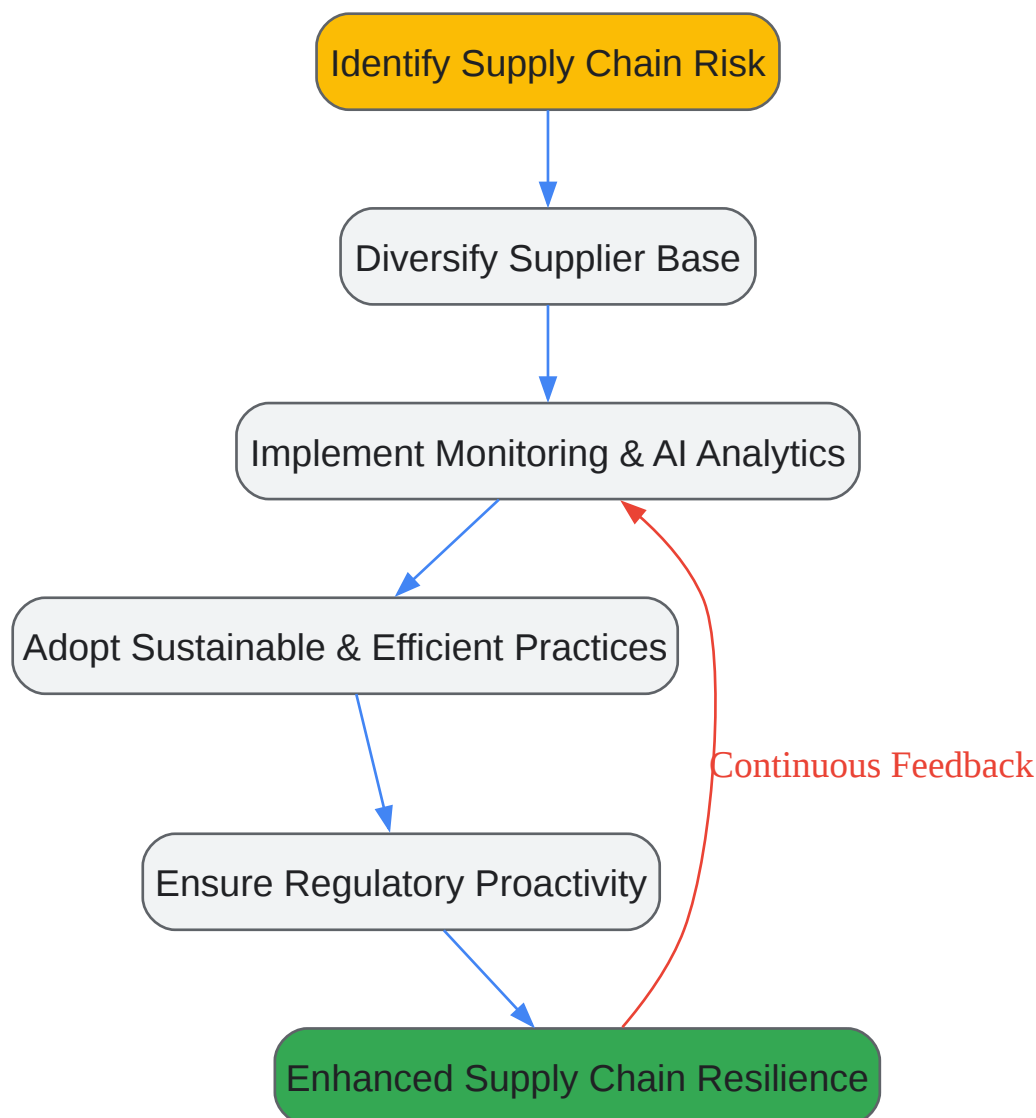 Identify Supply Chain Risk
Diversify Supplier Base
Implement Monitoring & AI Analytics
Adopt Sustainable & Efficient Practices
Continuous Feedback
Ensure Regulatory Proactivity
Enhanced Supply Chain Resilience